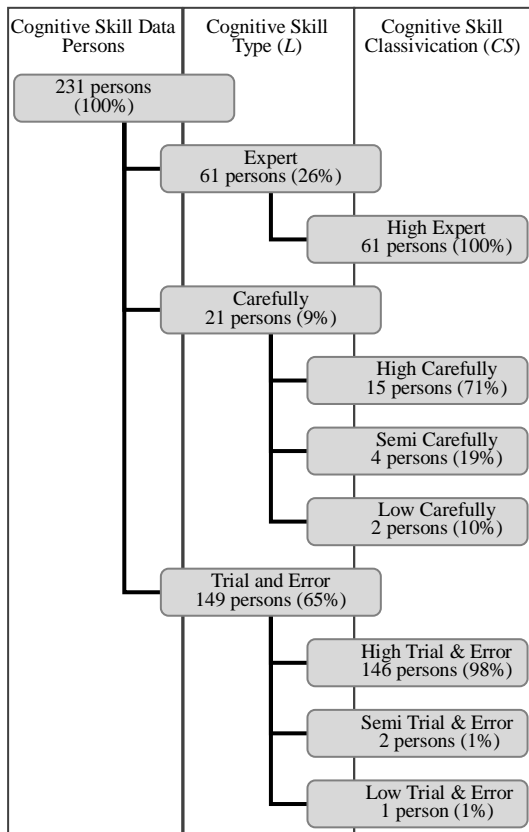 Cognitive Skill Data
Persons
Cognitive Skill
Type (L)
Cognitive Skill
Classivication (CS)
231 persons
(100%)
Expert
61 persons (26%)
High Expert
61 persons (100%)
Carefully
21 persons (9%)
High Carefully
15 persons (71%)
Semi Carefully
4 persons (19%)
Low Carefully
2 persons (10%)
Trial and Error
149 persons (65%)
High Trial & Error
146 persons (98%)
Semi Trial & Error
2 persons (1%)
Low Trial & Error
1 person (1%)